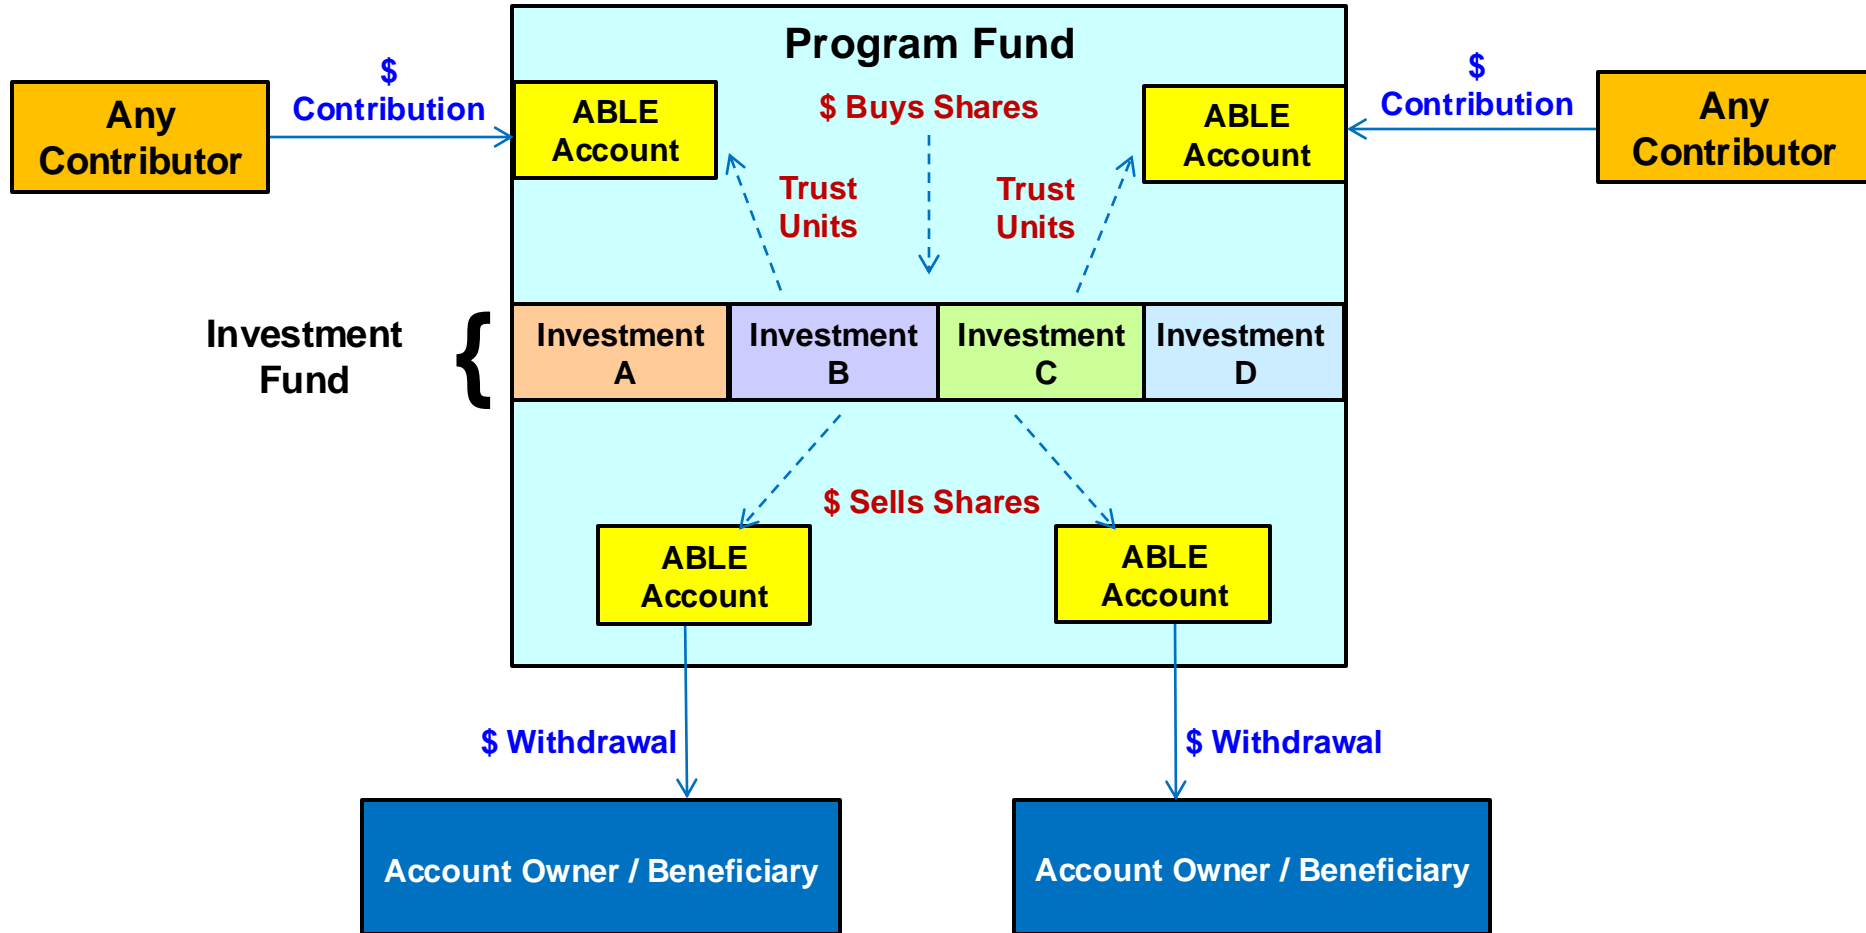 Program Fund
$
Contribution
$
Contribution
Any
Contributor
ABLE
Account
$ Buys Shares
ABLE
Account
Any
Contributor
Trust
Units
Trust
Units
Investment
Fund
{
Investment
A
Investment
B
Investment
C
Investment
D
$ Sells Shares
ABLE
Account
ABLE
Account
$ Withdrawal
$ Withdrawal
Account Owner / Beneficiary
Account Owner / Beneficiary